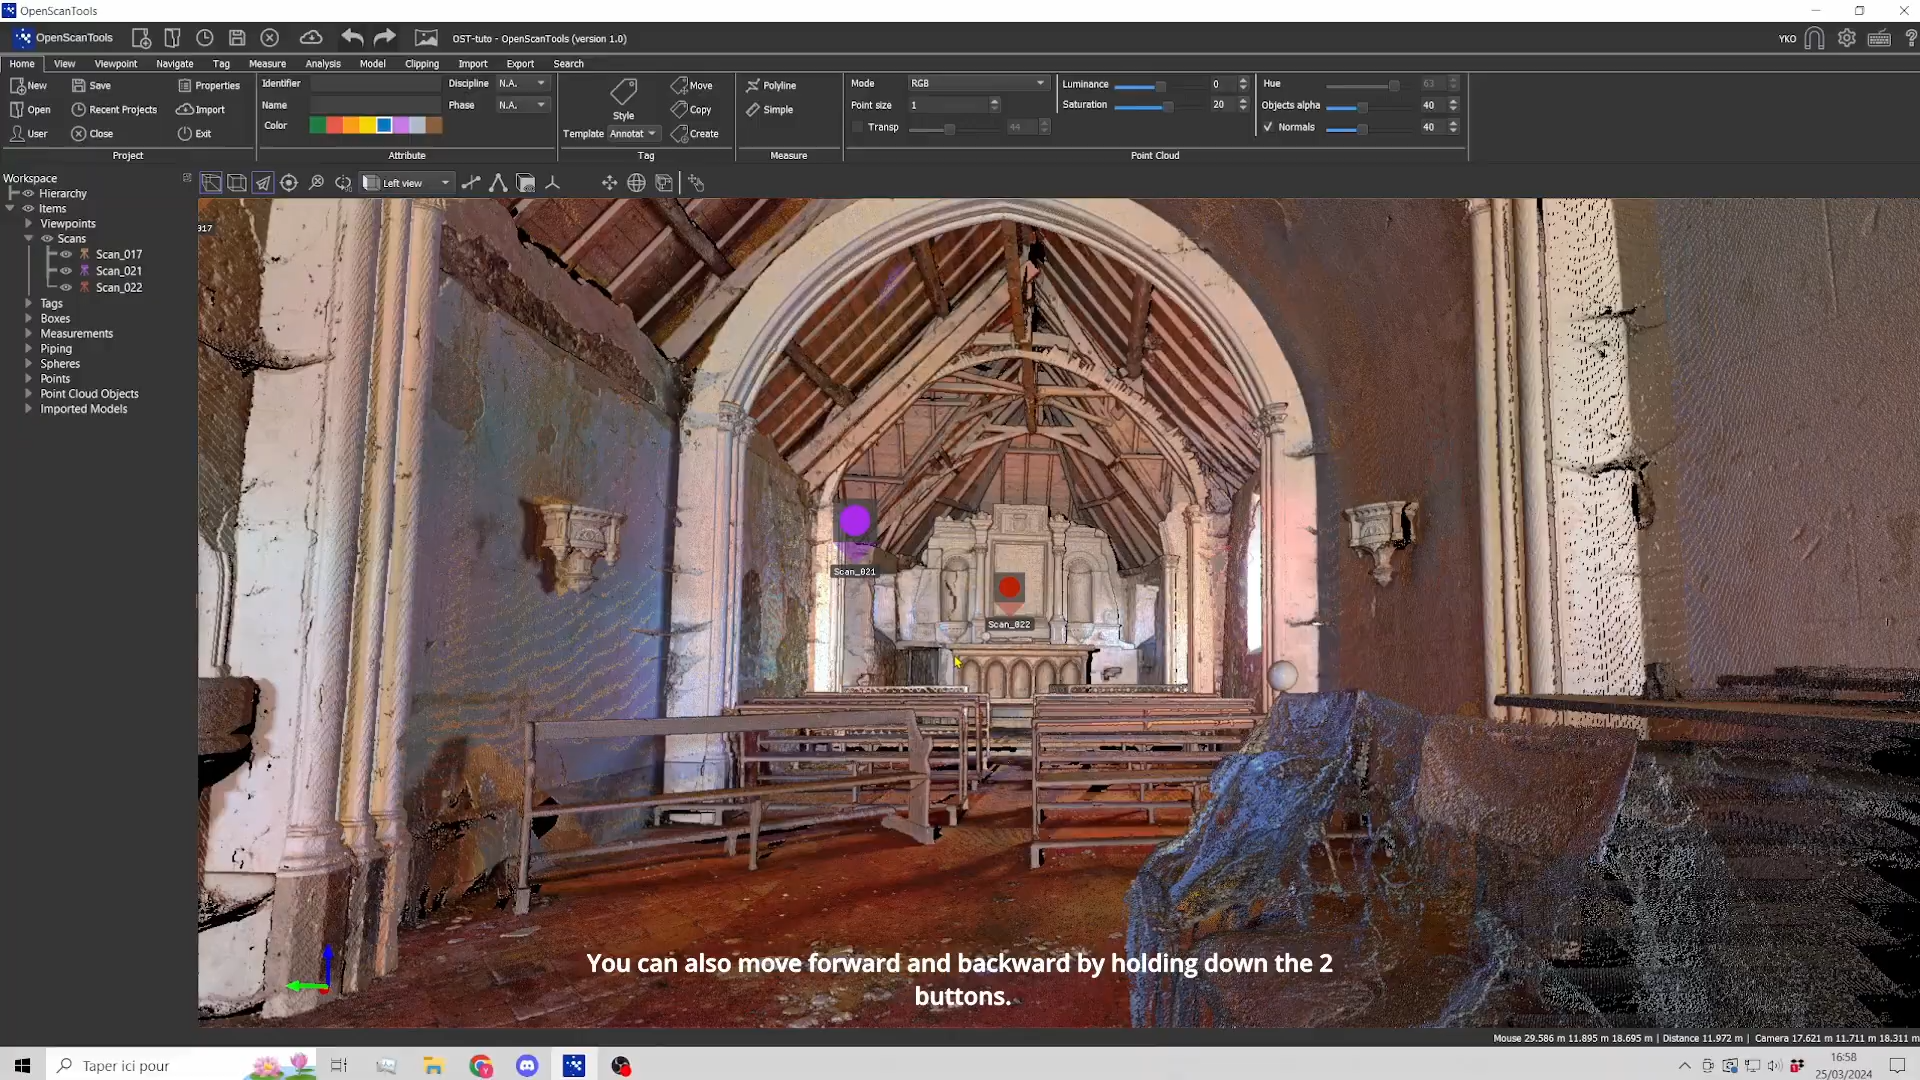 OpenScanTools
OpenScanTools
OST-tuto - OpenScanTools (version 1.0)
YKO
Home View Viewpoint Navigate Tag Measure Analysis Model Clipping Import Export Search
New Save Properties
Open Recent Projects Import
User Close Exit
Project
Identifier Discipline N.A.
Name Phase N.A.
Color
Attribute
Style
Template Annotat
Move
Copy
Create
Tag
Polyline
Simple
Measure
Mode RGB
Point size 1
Transp 44
Luminance 0
Saturation 20
Hue 63
Objects alpha 40
Normals 40
Point Cloud
Workspace
Left view
Hierarchy
Items
Viewpoints
Scans
Scan_017
Scan_021
Scan_022
Tags
Boxes
Measurements
Piping
Spheres
Points
Point Cloud Objects
Imported Models
017
Scan_021
Scan_022
You can also move forward and backward by holding down the 2
buttons.
Mouse 29.586 m 11.895 m 18.695 m | Distance 11.972 m | Camera 17.621 m 11.711 m 18.311 m
Taper ici pour
16:58
25/03/2024